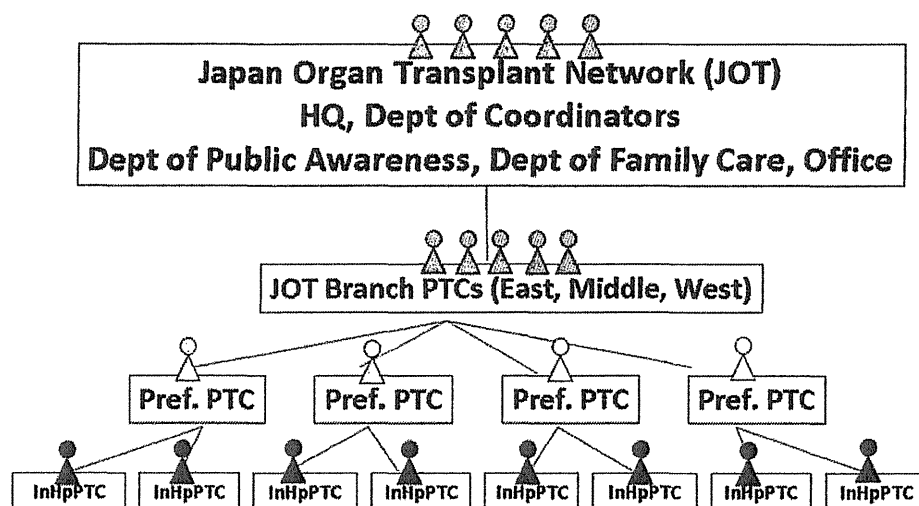 Japan Organ Transplant Network (JOT)
HQ, Dept of Coordinators
Dept of Public Awareness, Dept of Family Care, Office
JOT Branch PTCs (East, Middle, West)
Pref. PTC Pref. PTC Pref. PTC Pref. PTC
InHpPTC InHpPTC InHpPTC InHpPTC InHpPTC InHpPTC InHpPTC InHpPTC